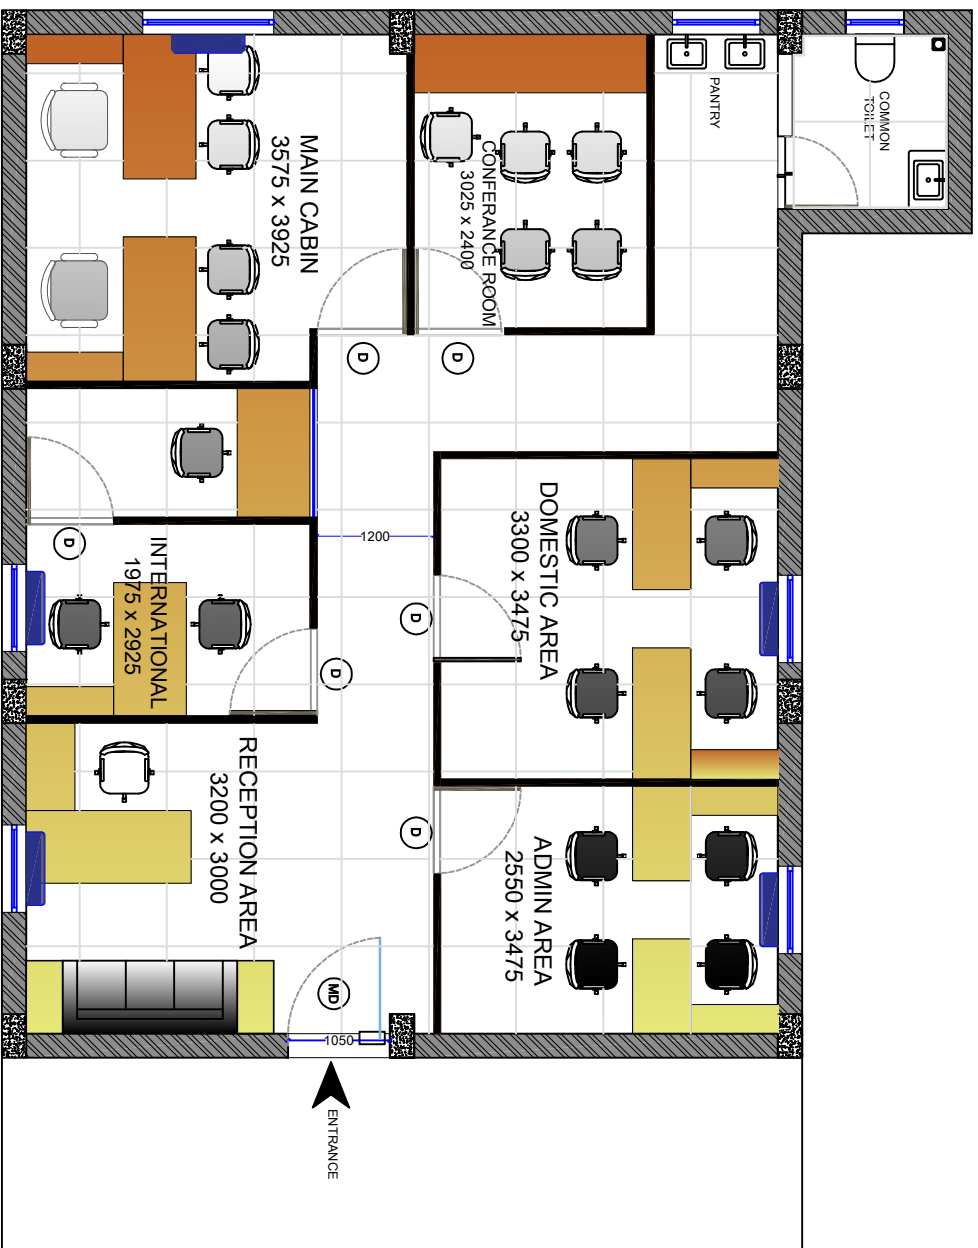 COMMON
TOILET
PANTRY
MAIN CABIN
3575 x 3925
CONFERANCE ROOM
3025 x 2400
D
D
DOMESTIC AREA
3300 x 3475
1200
D
INTERNATIONAL
1975 x 2925
D
D
RECEPTION AREA
3200 x 3000
D
ADMIN AREA
2550 x 3475
MD
1050
ENTRANCE